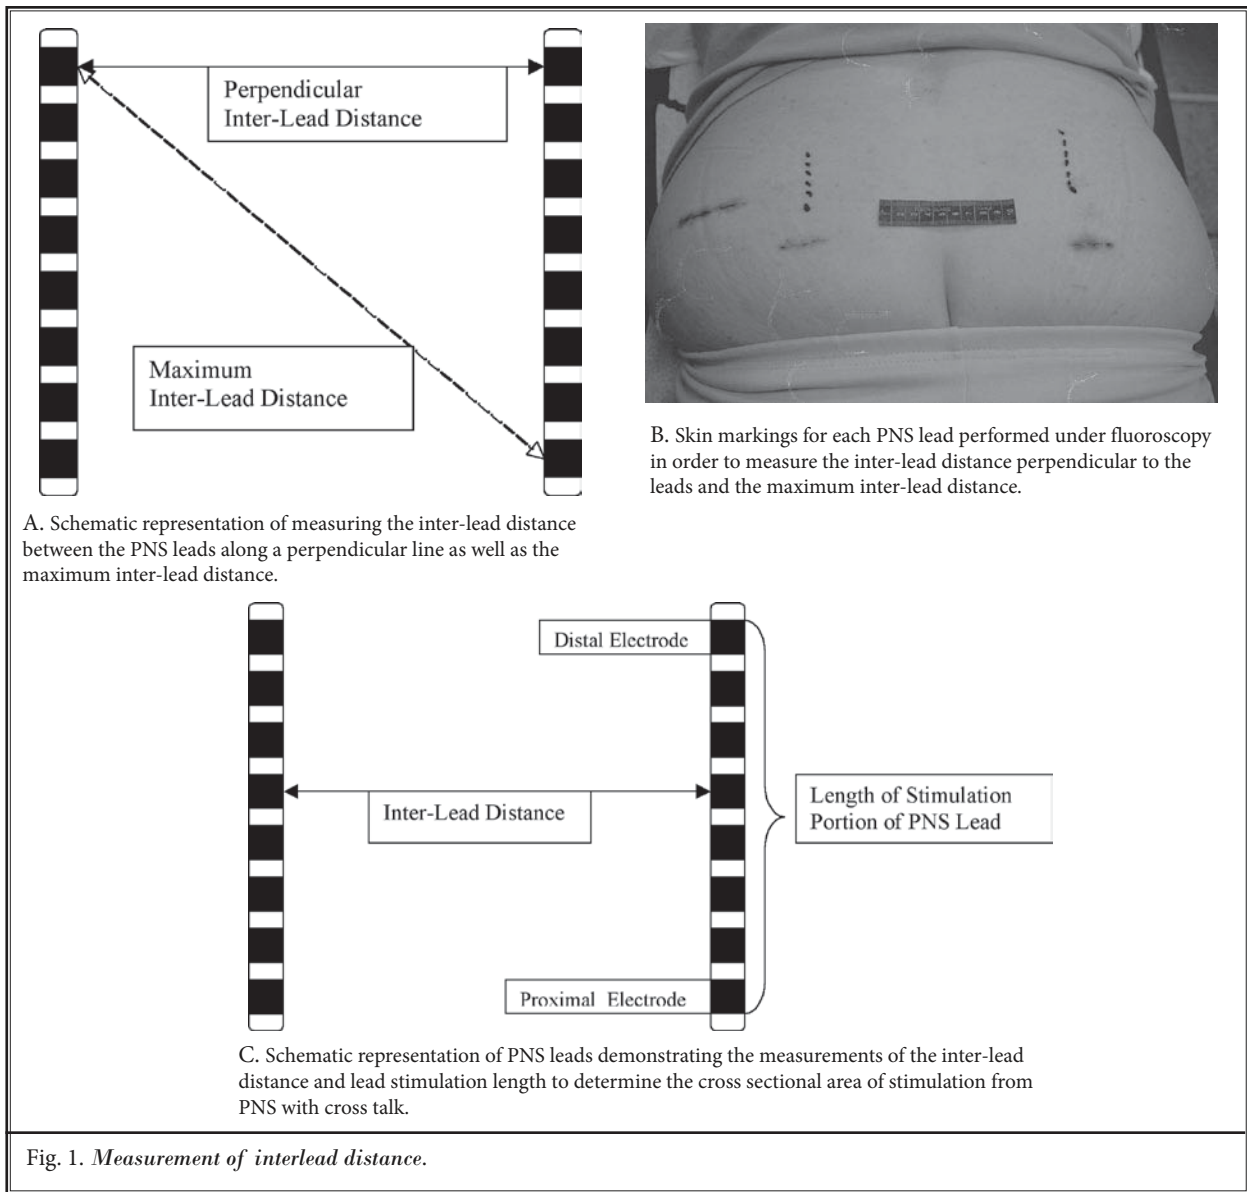 Perpendicular
Inter-Lead Distance
Maximum
Inter-Lead Distance
A. Schematic representation of measuring the inter-lead distance
between the PNS leads along a perpendicular line as well as the
maximum inter-lead distance.
B. Skin markings for each PNS lead performed under fluoroscopy
in order to measure the inter-lead distance perpendicular to the
leads and the maximum inter-lead distance.
Distal Electrode
Inter-Lead Distance
Length of Stimulation
Portion of PNS Lead
Proximal Electrode
C. Schematic representation of PNS leads demonstrating the measurements of the inter-lead
distance and lead stimulation length to determine the cross sectional area of stimulation from
PNS with cross talk.
Fig. 1. Measurement of interlead distance.